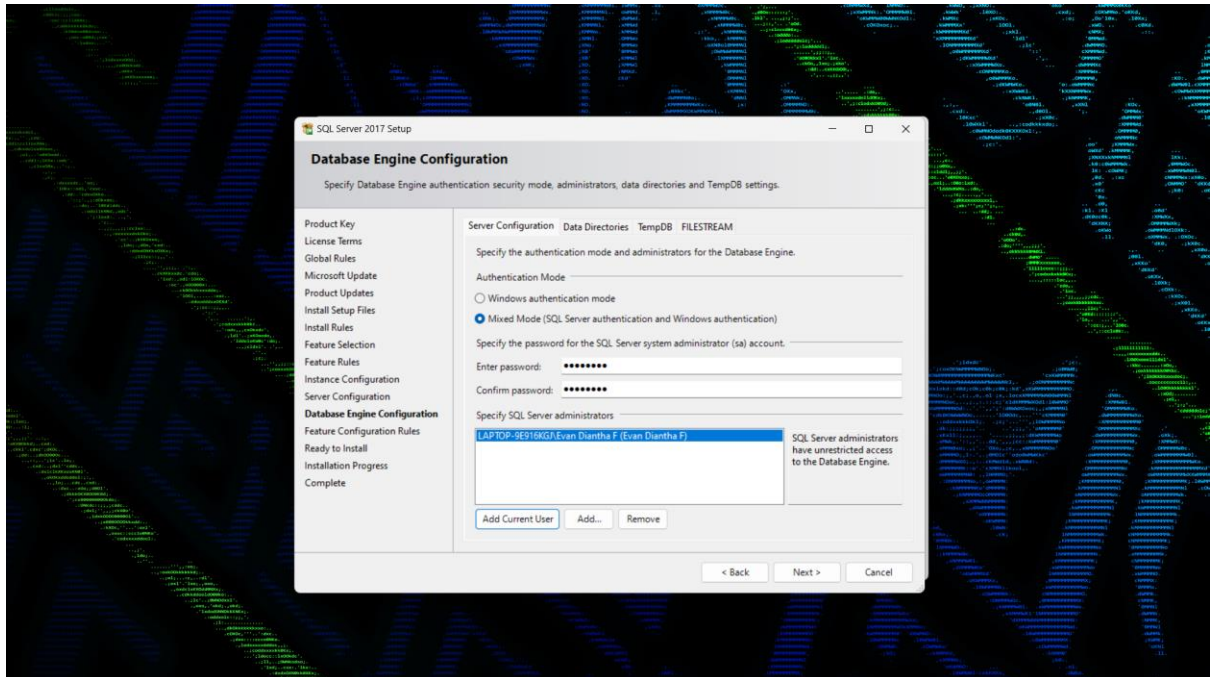 SQL Server 2017 Setup
Database Engine Configuration
Specify Database Engine authentication security mode, administrators, data directories and TempDB settings.
Product Key
License Terms
Global Rules
Microsoft Update
Product Updates
Install Setup Files
Install Rules
Feature Selection
Feature Rules
Instance Configuration
Server Configuration
Database Engine Configuration
Feature Configuration Rules
Ready to Install
Installation Progress
Complete
Server Configuration Data Directories TempDB FILESTREAM
Specify the authentication mode and administrators for the Database Engine.
Authentication Mode
Windows authentication mode
Mixed Mode (SQL Server authentication and Windows authentication)
Specify the password for the SQL Server system administrator (sa) account.
Enter password: ●●●●●●●●
Confirm password: ●●●●●●●●
Specify SQL Server administrators
LAPTOP-9E916KGJ\Evan Diantha F (Evan Diantha F)
SQL Server administrators
have unrestricted access
to the Database Engine.
Add Current User Add... Remove
< Back Next > Cancel